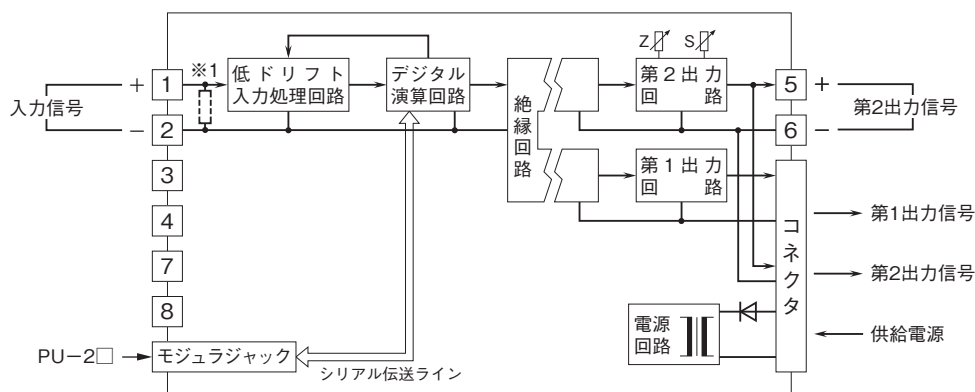 入力信号
+
−
1
2
3
4
7
8
※1
低ドリフト
入力処理回路
デジタル
演算回路
絶縁回路
Z
S
第2出力
回路
第1出力
回路
5
6
+
−
第2出力信号
コネクタ
第1出力信号
第2出力信号
供給電源
電源
回路
PU−2□
モジュラジャック
シリアル伝送ライン